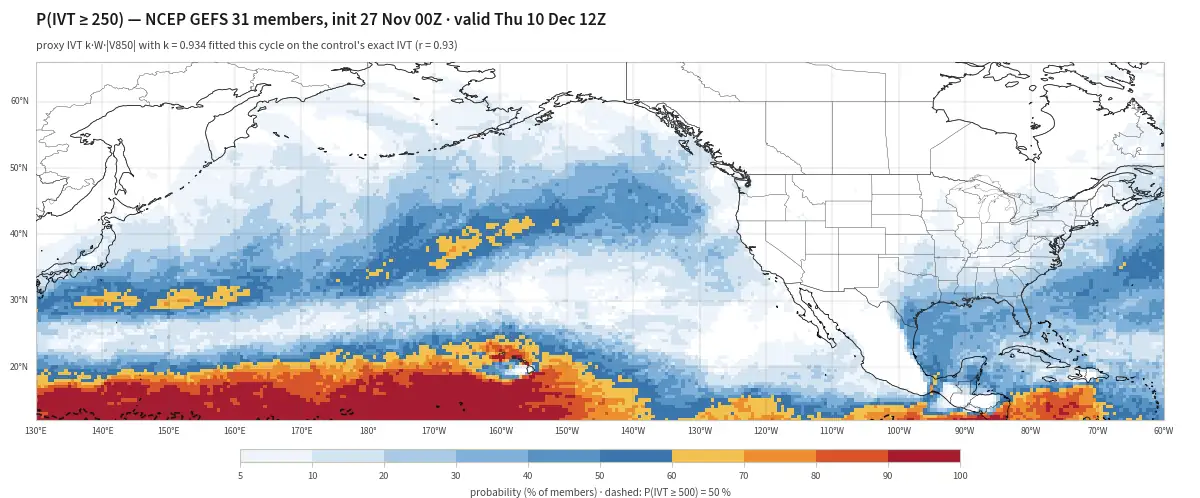 P(IVT ≥ 250) — NCEP GEFS 31 members, init 27 Nov 00Z · valid Thu 10 Dec 12Z
proxy IVT k·W·|V850| with k = 0.934 fitted this cycle on the control's exact IVT (r = 0.93)
60°N
50°N
40°N
30°N
20°N
130°E 140°E 150°E 160°E 170°E 180° 170°W 160°W 150°W 140°W 130°W 120°W 110°W 100°W 90°W 80°W 70°W 60°W
5 10 20 30 40 50 60 70 80 90 100
probability (% of members) · dashed: P(IVT ≥ 500) = 50 %